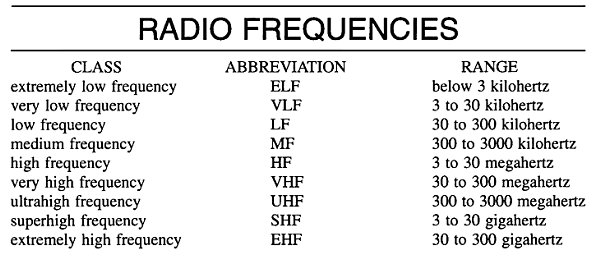 RADIO FREQUENCIES
CLASS ABBREVIATION RANGE
extremely low frequency ELF below 3 kilohertz
very low frequency VLF 3 to 30 kilohertz
low frequency LF 30 to 300 kilohertz
medium frequency MF 300 to 3000 kilohertz
high frequency HF 3 to 30 megahertz
very high frequency VHF 30 to 300 megahertz
ultrahigh frequency UHF 300 to 3000 megahertz
superhigh frequency SHF 3 to 30 gigahertz
extremely high frequency EHF 30 to 300 gigahertz